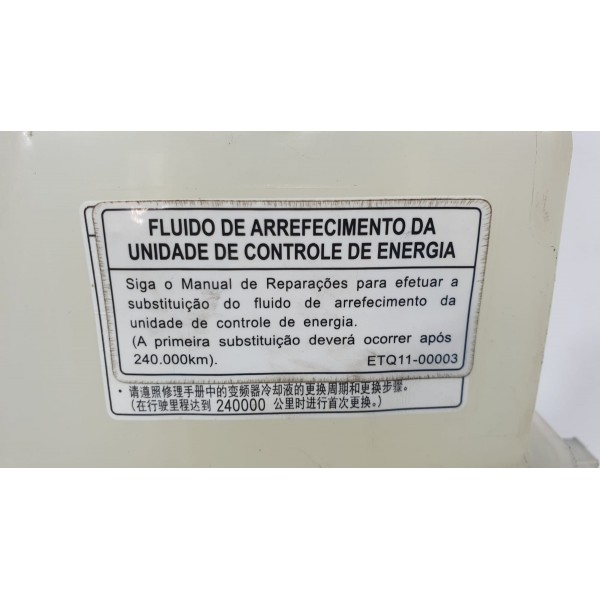 FLUIDO DE ARREFECIMENTO DA
UNIDADE DE CONTROLE DE ENERGIA
Siga o Manual de Reparações para efetuar a
substituição do fluido de arrefecimento da
unidade de controle de energia.
(A primeira substituição deverá ocorrer após
240.000km). ETQ11-00003
·请遵照修理手册中的变频器冷却液的更换周期和更换步骤。
(在行驶里程达到 240000 公里时进行首次更换。)